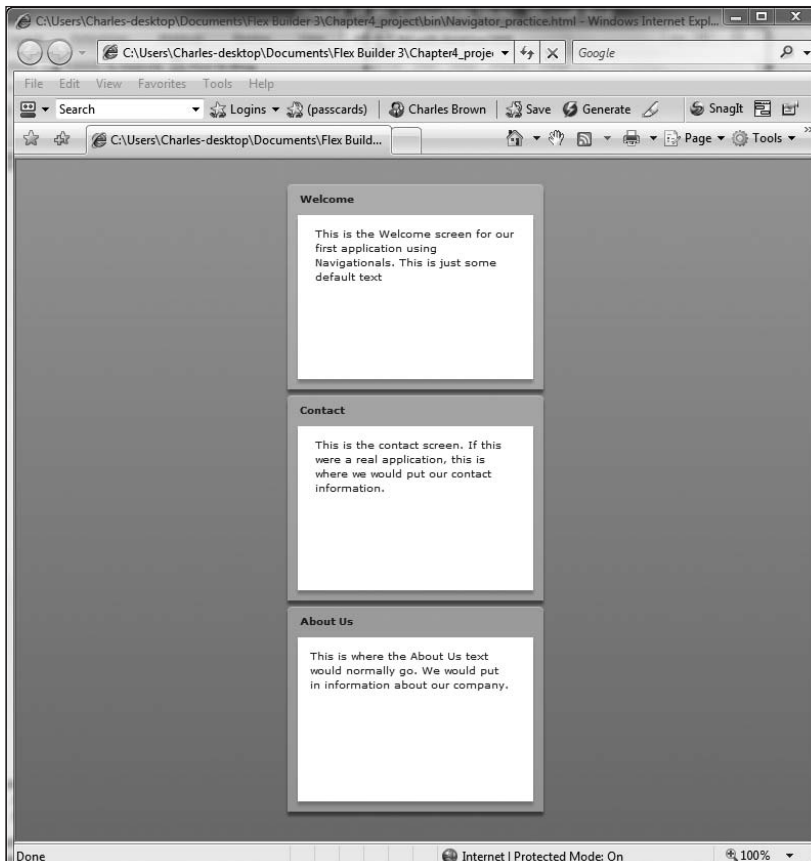 C:\Users\Charles-desktop\Documents\Flex Builder 3\Chapter4_project\bin\Navigator_practice.html - Windows Internet Expl...
C:\Users\Charles-desktop\Documents\Flex Builder 3\Chapter4_proje
Google
File Edit View Favorites Tools Help
Search Logins (passcards) Charles Brown Save Generate SnagIt
C:\Users\Charles-desktop\Documents\Flex Build... Page Tools
Welcome
This is the Welcome screen for our
first application using
Navigationals. This is just some
default text
Contact
This is the contact screen. If this
were a real application, this is
where we would put our contact
information.
About Us
This is where the About Us text
would normally go. We would put
in information about our company.
Done Internet | Protected Mode: On 100%